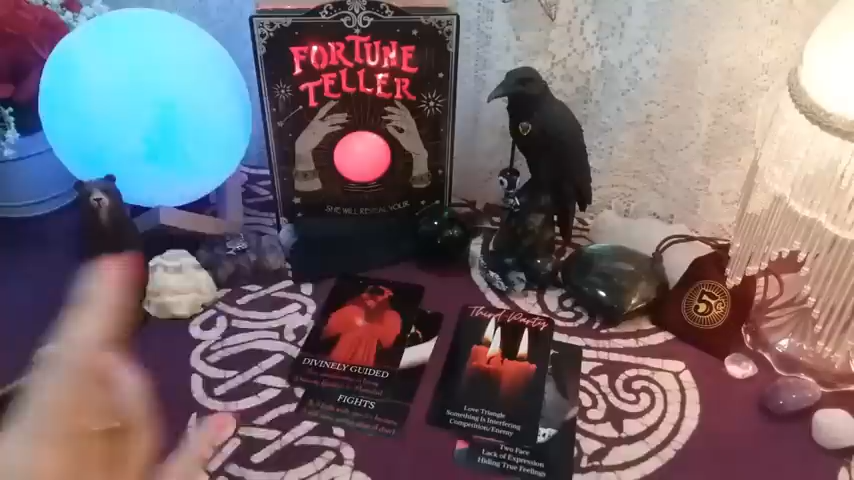 FORTUNE
TELLER
SHE WILL REVEAL YOUR
5
Third-Party
DIVINELY GUIDED
FIGHTS
Love Triangle
Something Is Interfering
Competition/Enemy
Two Face
Lack of Expression
Hiding True Feelings